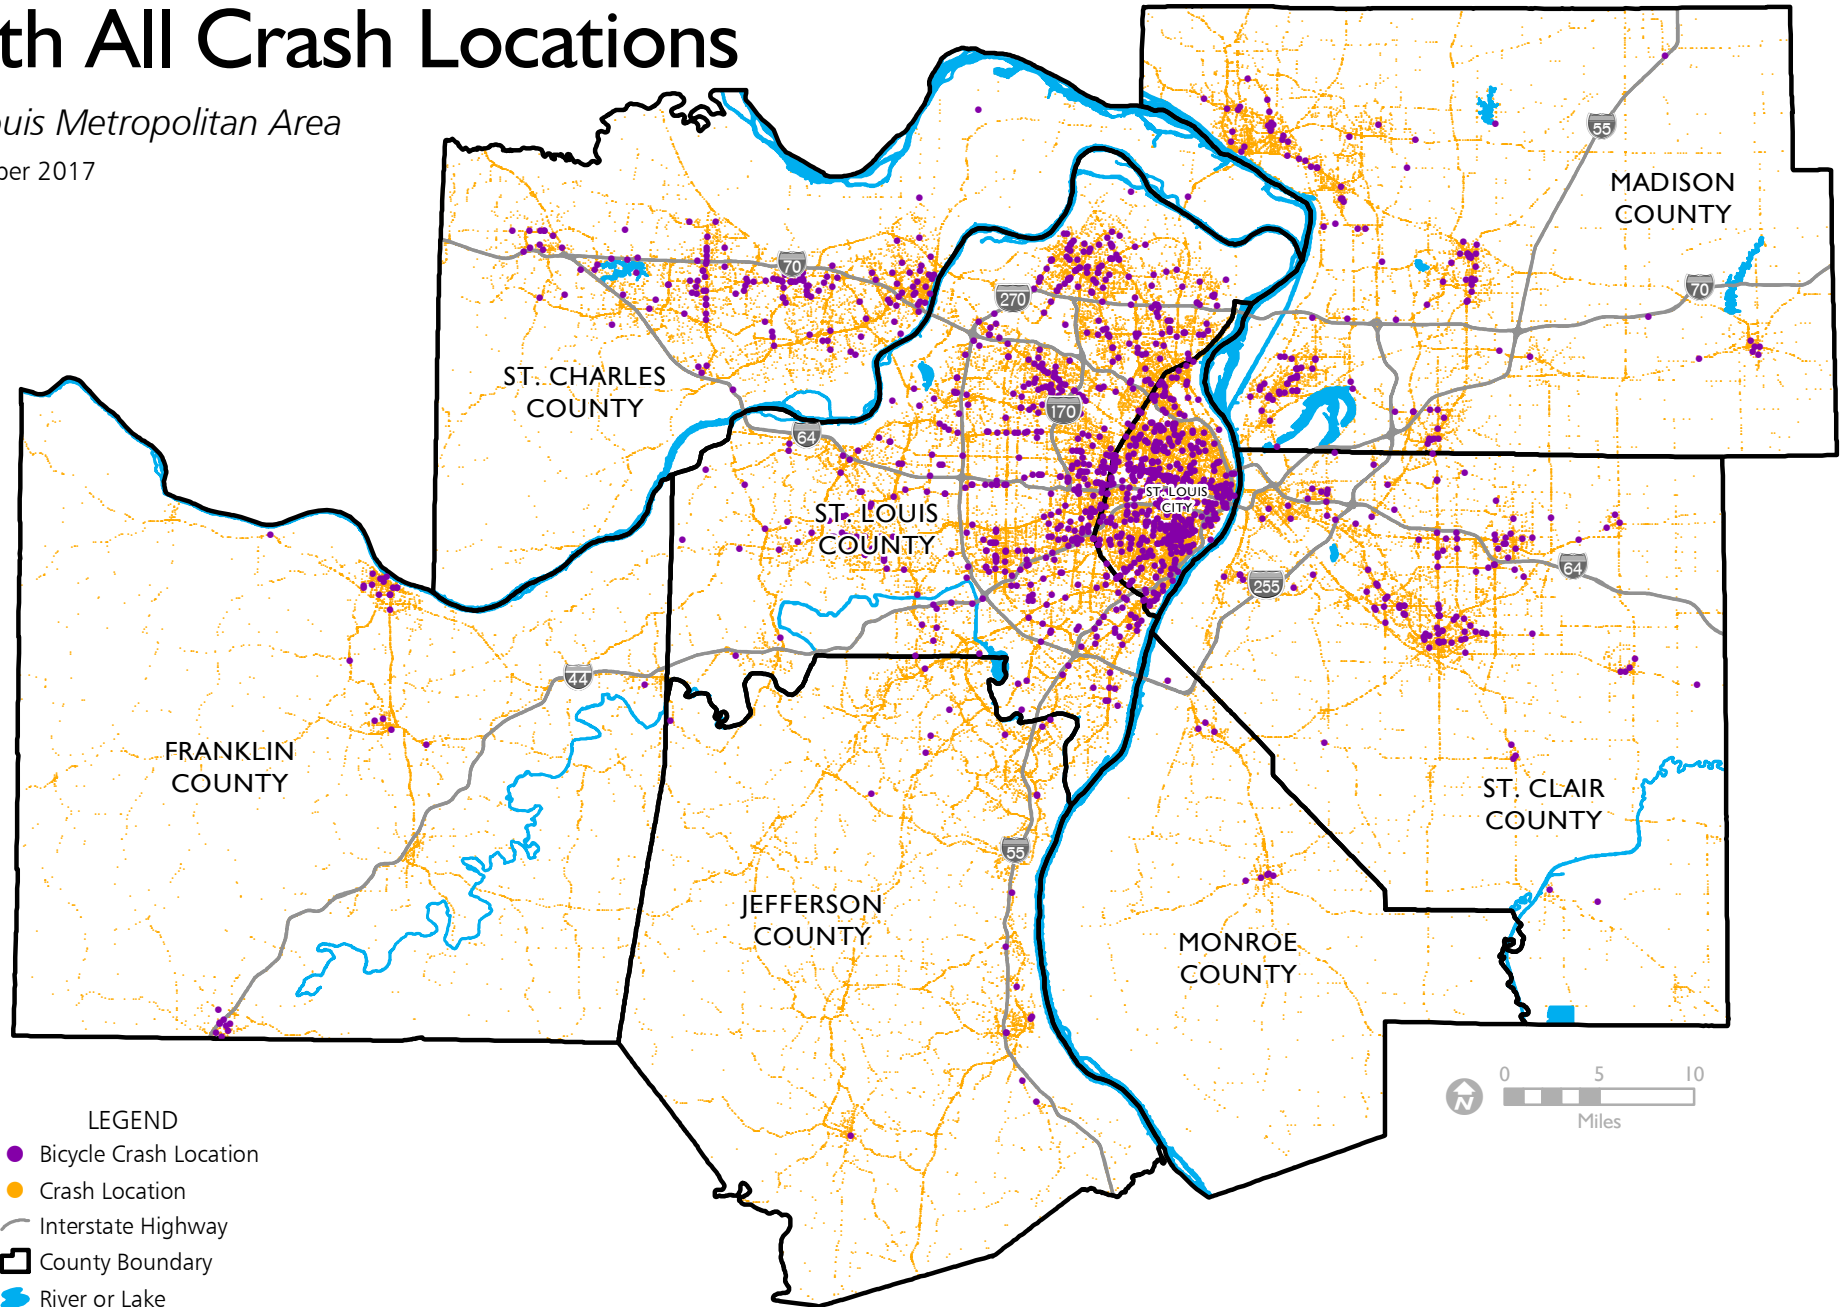 th All Crash Locations
uis Metropolitan Area
ber 2017
55
MADISON
COUNTY
70
70
270
ST. CHARLES
COUNTY
170
64
ST. LOUIS
CITY
ST. LOUIS
COUNTY
64
255
44
FRANKLIN
COUNTY
ST. CLAIR
COUNTY
55
JEFFERSON
COUNTY
MONROE
COUNTY
0 5 10
N
Miles
LEGEND
Bicycle Crash Location
Crash Location
Interstate Highway
County Boundary
River or Lake